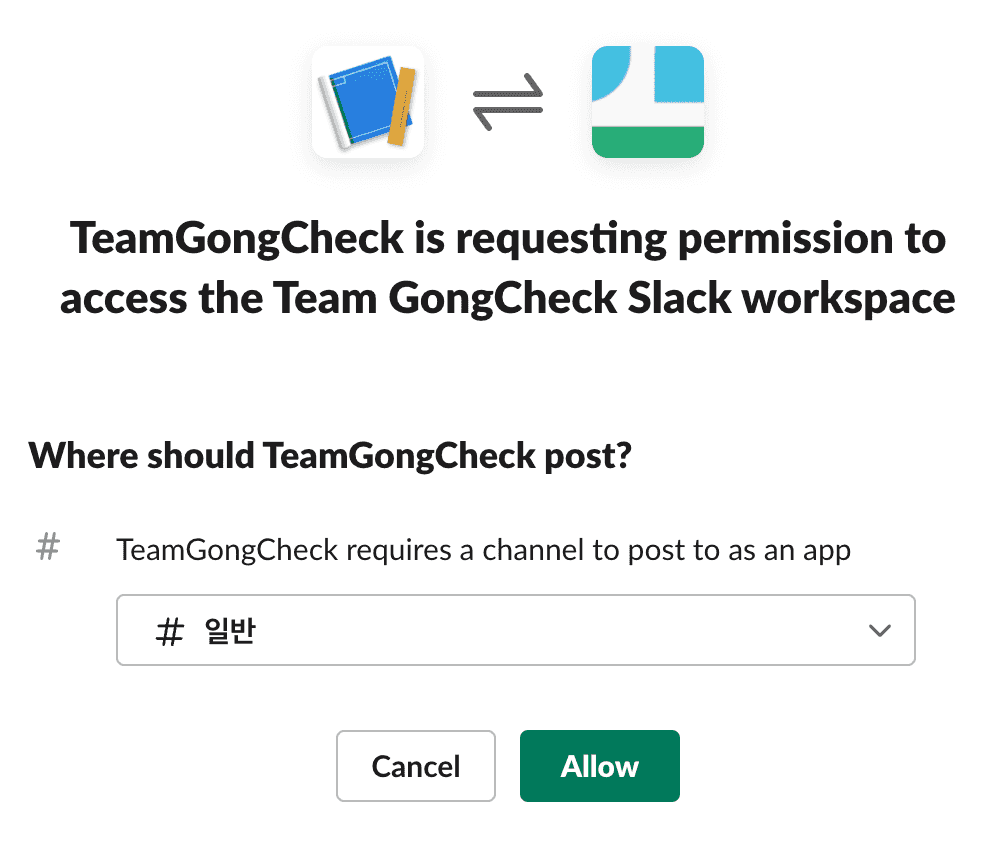 TeamGongCheck is requesting permission to
access the Team GongCheck Slack workspace
Where should TeamGongCheck post?
# TeamGongCheck requires a channel to post to as an app
# 일반
Cancel Allow